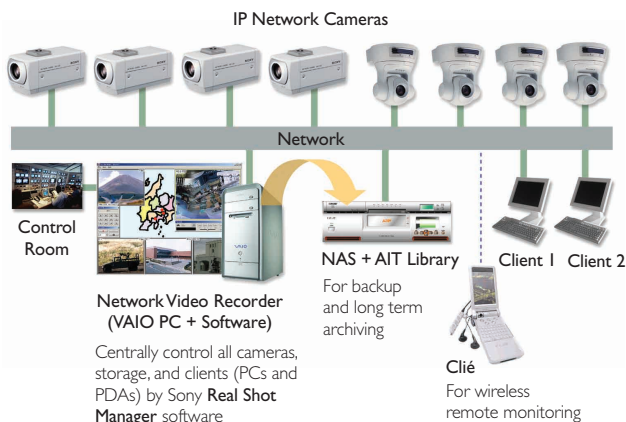 IP Network Cameras
SONY
Network
Control
Room
VAIO
Network Video Recorder
(VAIO PC + Software)
Centrally control all cameras,
storage, and clients (PCs and
PDAs) by Sony Real Shot
Manager software
NAS + AIT Library
For backup
and long term
archiving
Client 1
Client 2
Clié
For wireless
remote monitoring